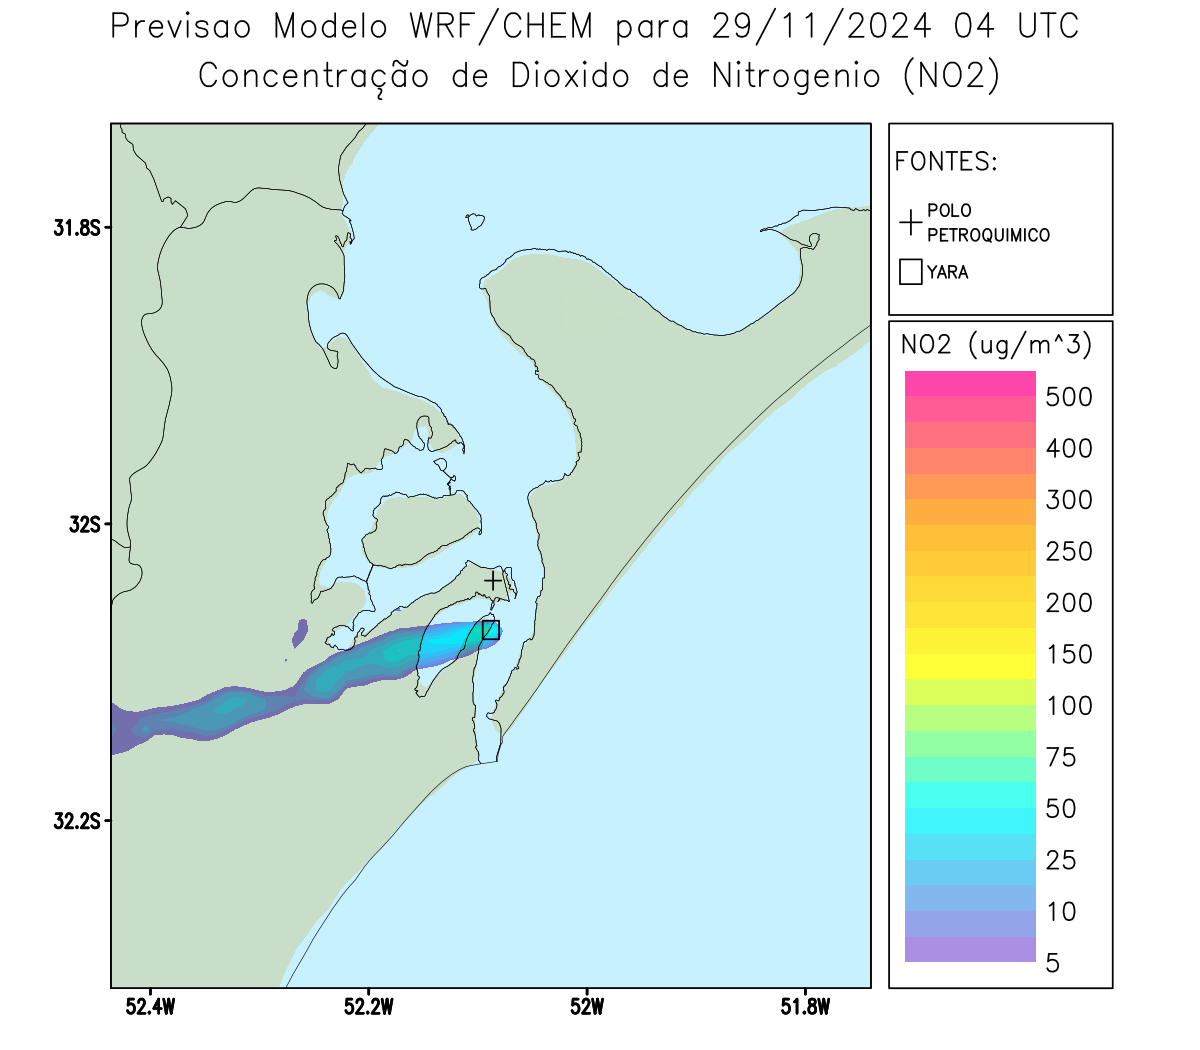 Previsao Modelo WRF/CHEM para 29/11/2024 04 UTC
Concentração de Dioxido de Nitrogenio (NO2)
FONTES:
POLO
PETROQUIMICO
YARA
31.8S
32S
32.2S
52.4W
52.2W
52W
51.8W
NO2 (ug/m^3)
500
400
300
250
200
150
100
75
50
25
10
5